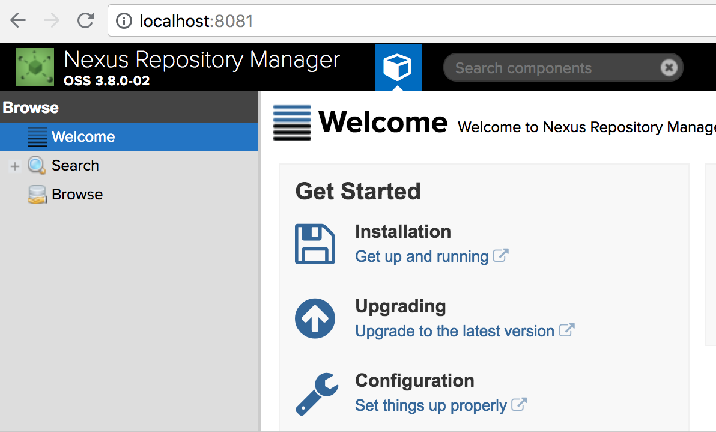 localhost:8081
Nexus Repository Manager
OSS 3.8.0-02
Search components
Browse
Welcome
Search
Browse
Welcome Welcome to Nexus Repository Manage
Get Started
Installation
Get up and running
Upgrading
Upgrade to the latest version
Configuration
Set things up properly